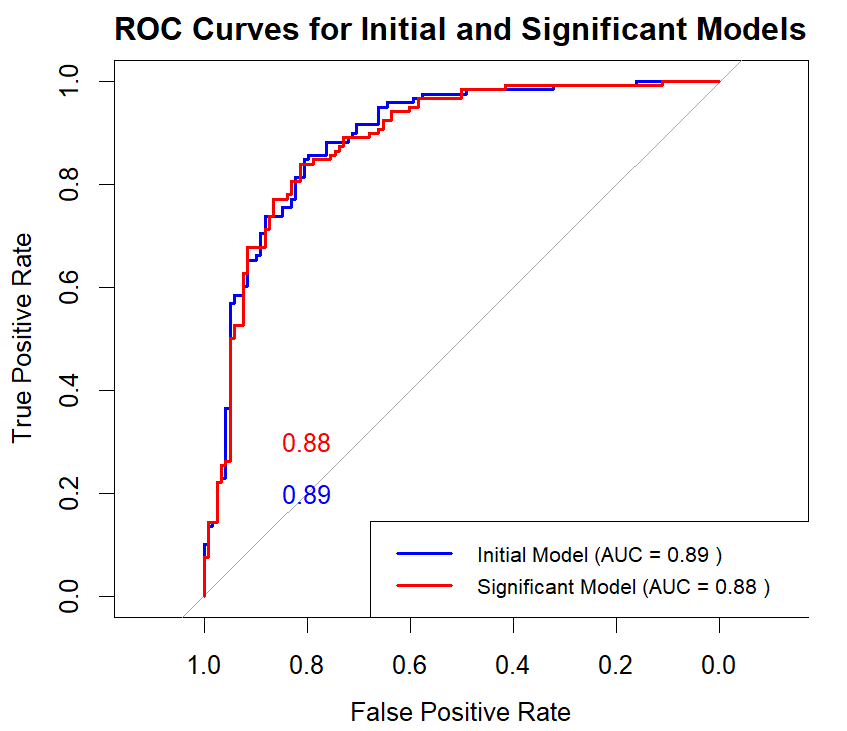 ROC Curves for Initial and Significant Models
True Positive Rate
1.0
0.8
0.6
0.4
0.2
0.0
0.88
0.89
Initial Model (AUC = 0.89 )
Significant Model (AUC = 0.88 )
1.0 0.8 0.6 0.4 0.2 0.0
False Positive Rate